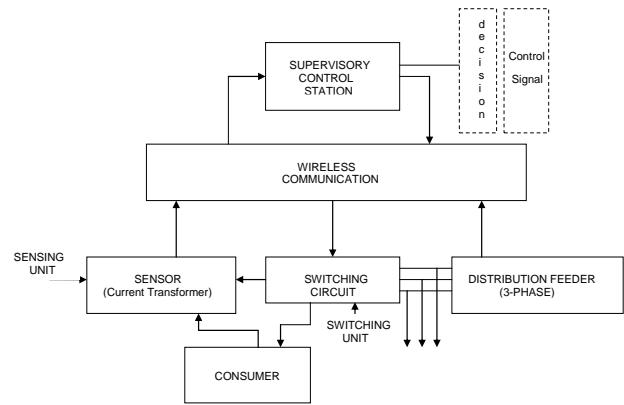 d
e
c
i
s
i
o
n
Control
Signal
SUPERVISORY
CONTROL
STATION
WIRELESS
COMMUNICATION
SENSING
UNIT
SENSOR
(Current Transformer)
SWITCHING
CIRCUIT
DISTRIBUTION FEEDER
(3-PHASE)
SWITCHING
UNIT
CONSUMER